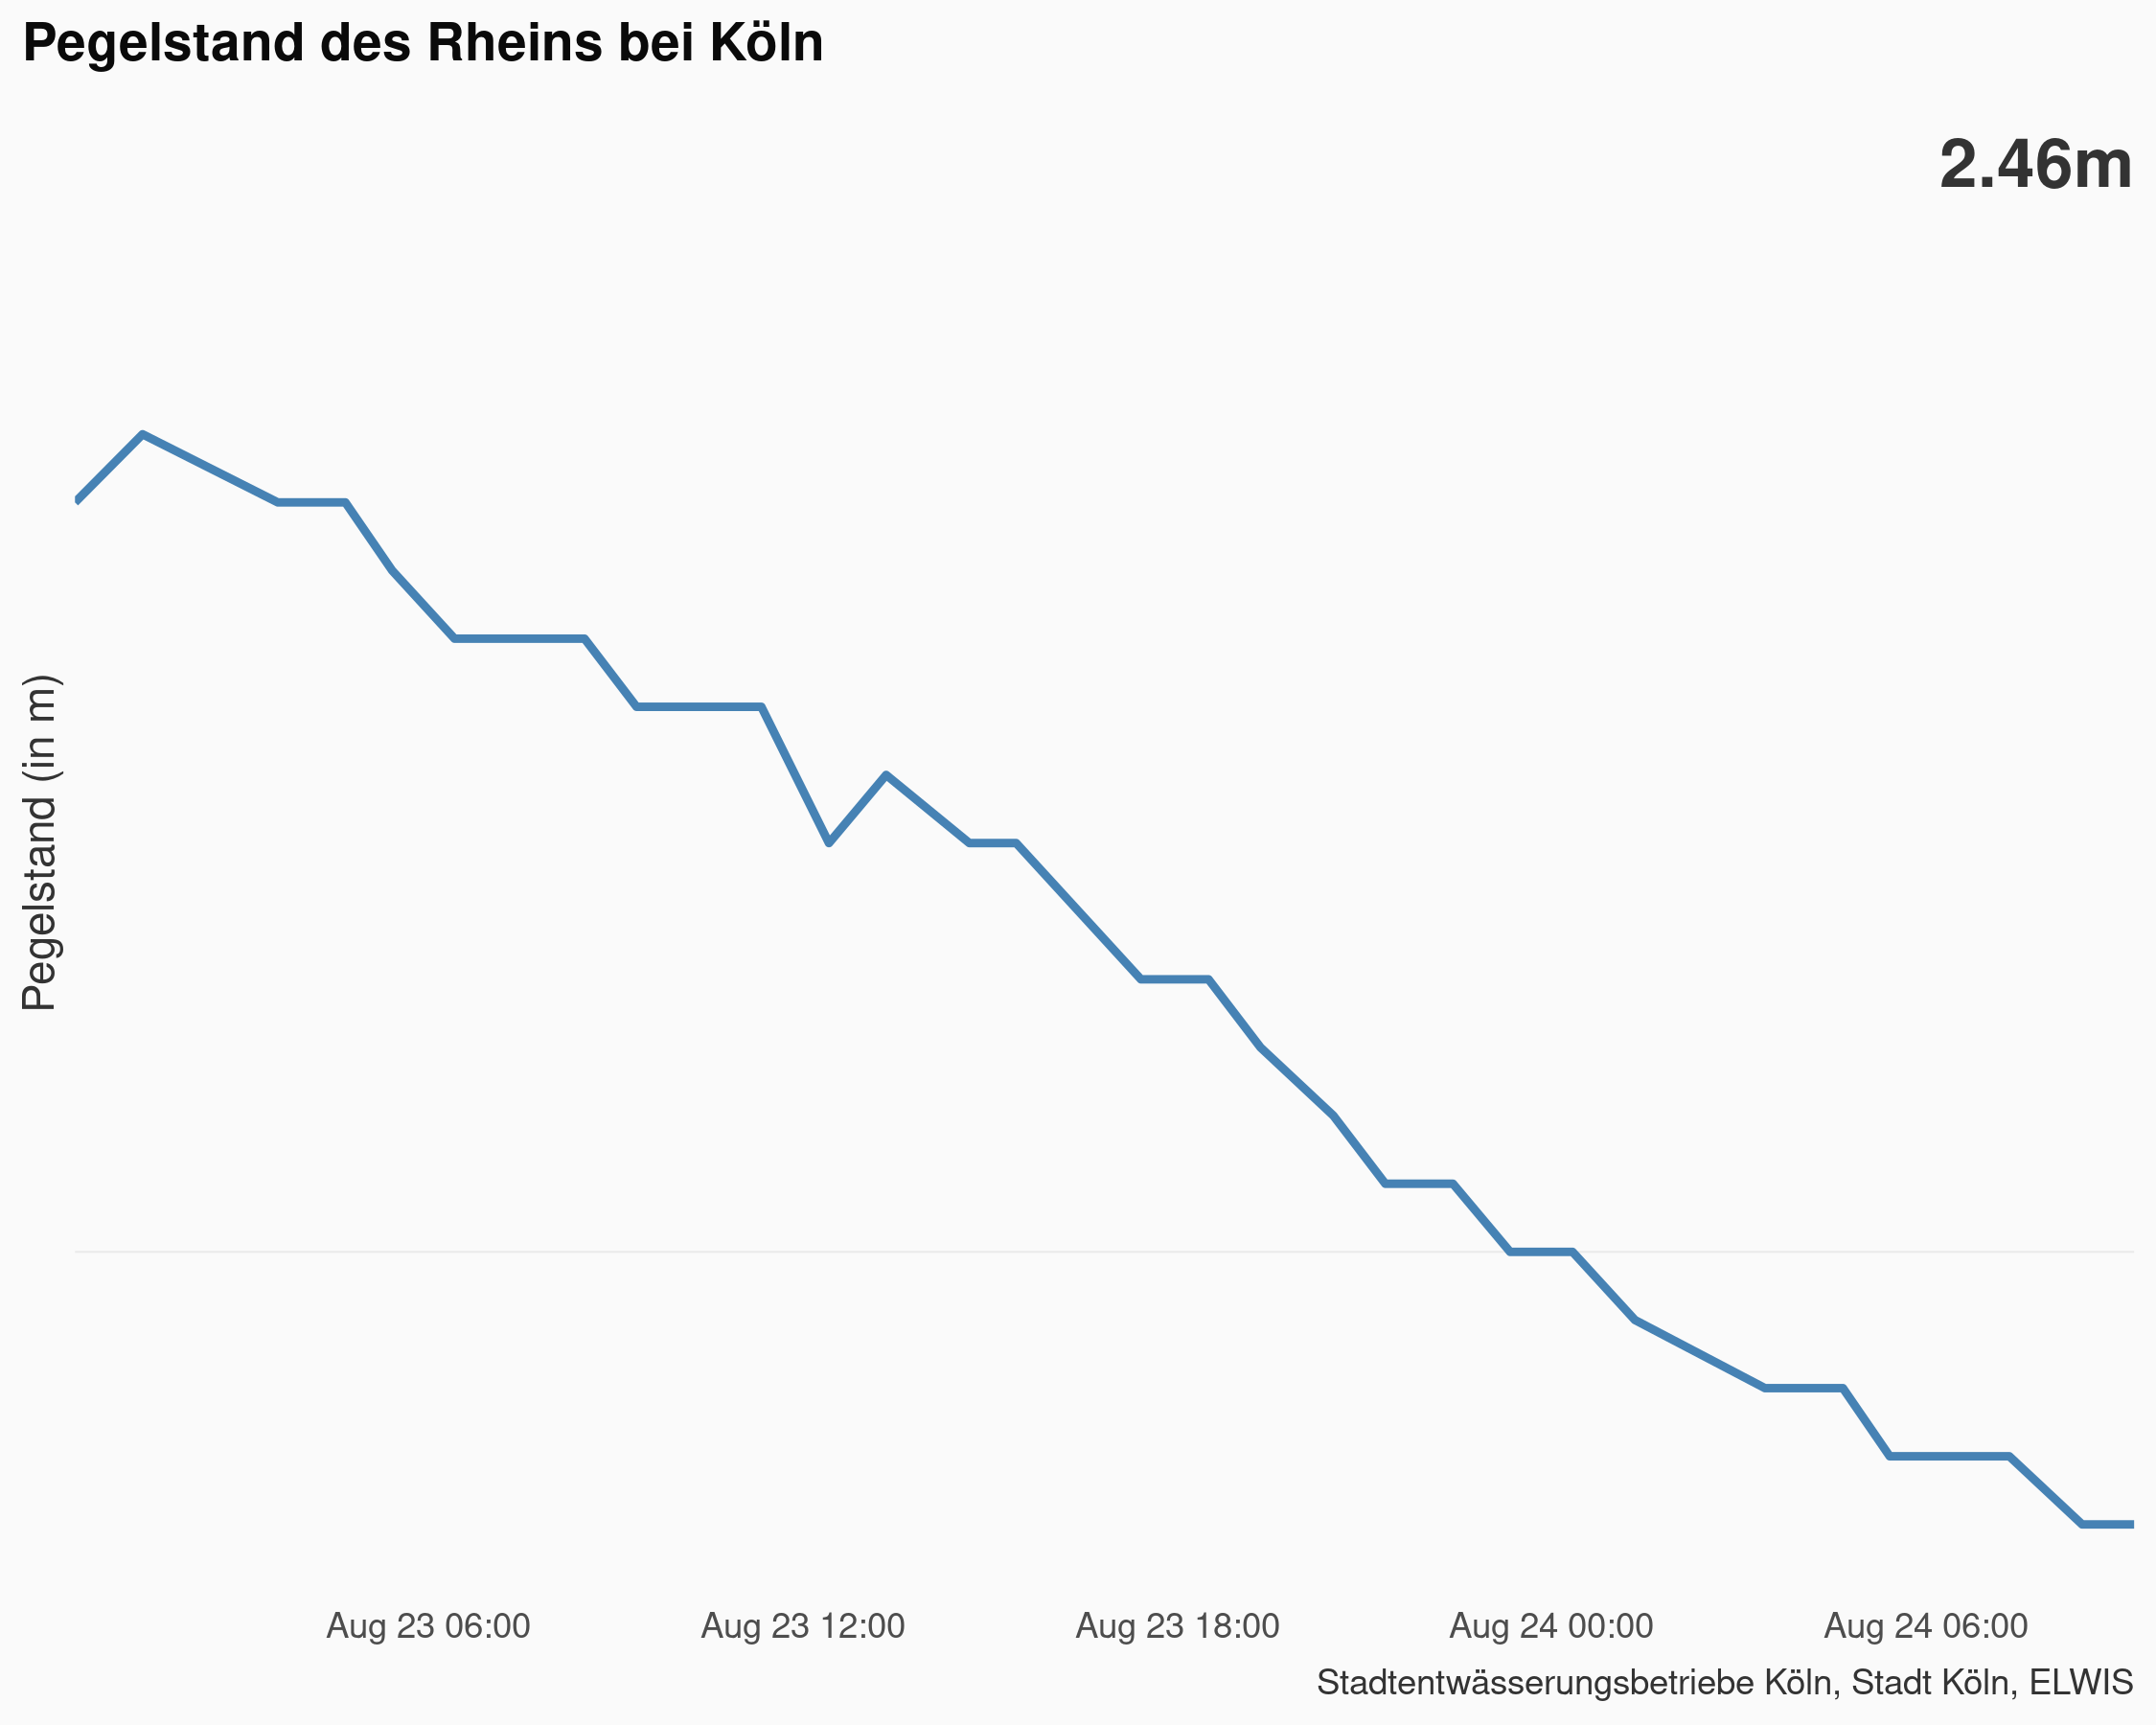 Pegelstand des Rheins bei Köln
2.46m
Pegelstand (in m)
Aug 23 06:00 Aug 23 12:00 Aug 23 18:00 Aug 24 00:00 Aug 24 06:00
Stadtentwässerungsbetriebe Köln, Stadt Köln, ELWIS